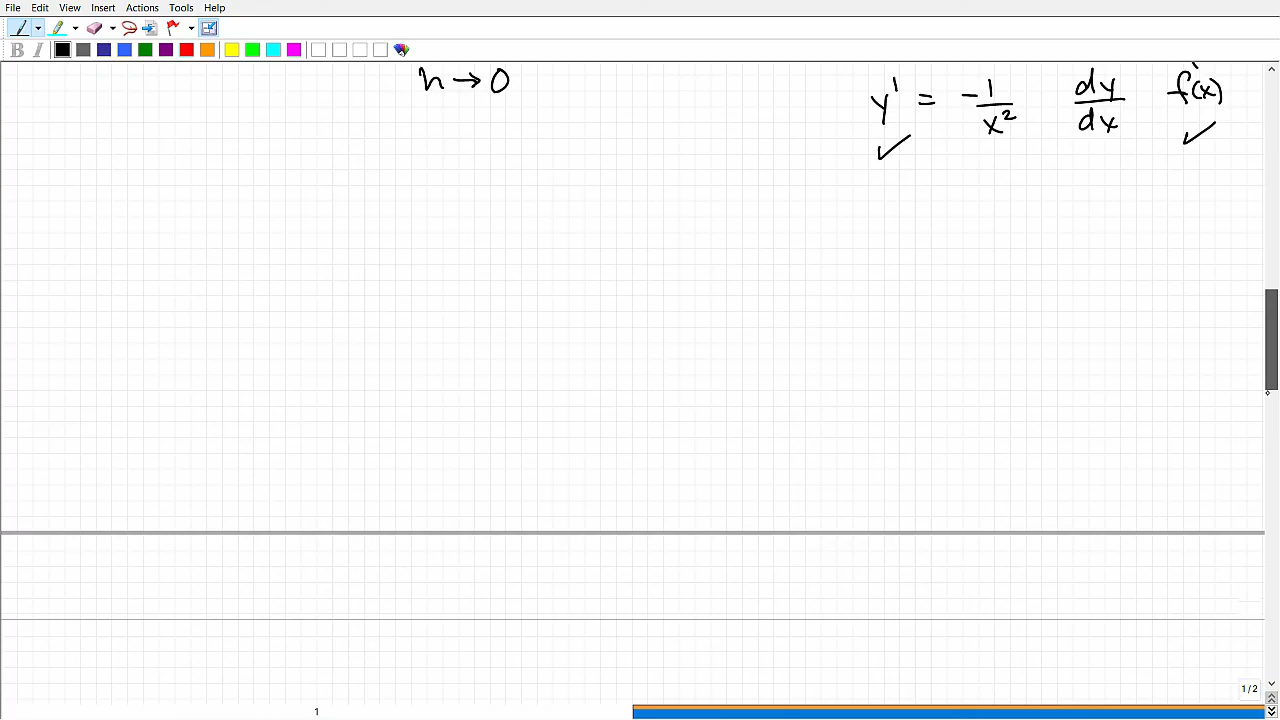 File Edit View Insert Actions Tools Help
B I
h → 0
y' = -1/x² dy/dx f'(x)
✓ ✓
1/2
1